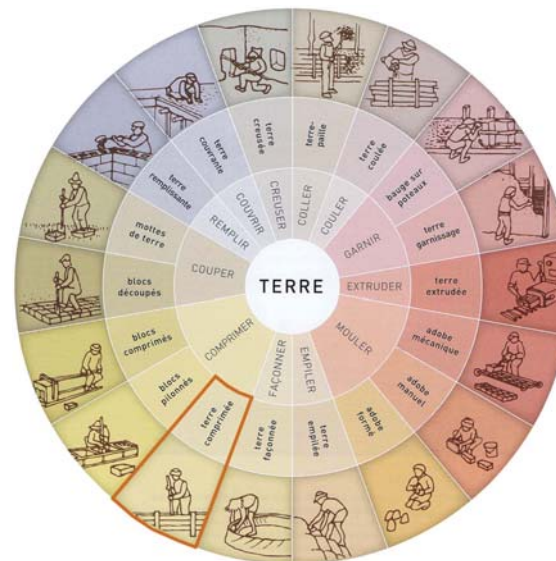 TERRE
CREUSER
COLLER
COULER
GARNIR
EXTRUDER
MOULER
EMPILER
FAÇONNER
COMPRIMER
COUPER
REMPLIR
COUVRIR
terre
creusée
terre-
paille
terre
coulée
bauge sur
poteaux
terre
garnissage
terre
extrudée
adobe
mécanique
adobe
manuel
adobe
formé
terre
empilée
terre
façonnée
terre
comprimée
blocs
pilonnés
blocs
comprimés
blocs
découpés
mottes
de terre
terre
remplissante
terre
couvrante